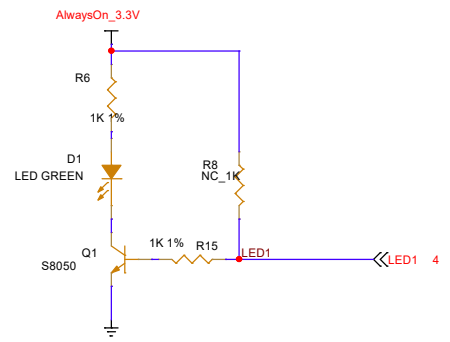 AlwaysOn_3.3V
R6
1K 1%
D1
LED GREEN
R8
NC_1K
Q1
S8050
1K 1%
R15
LED1
LED1 4